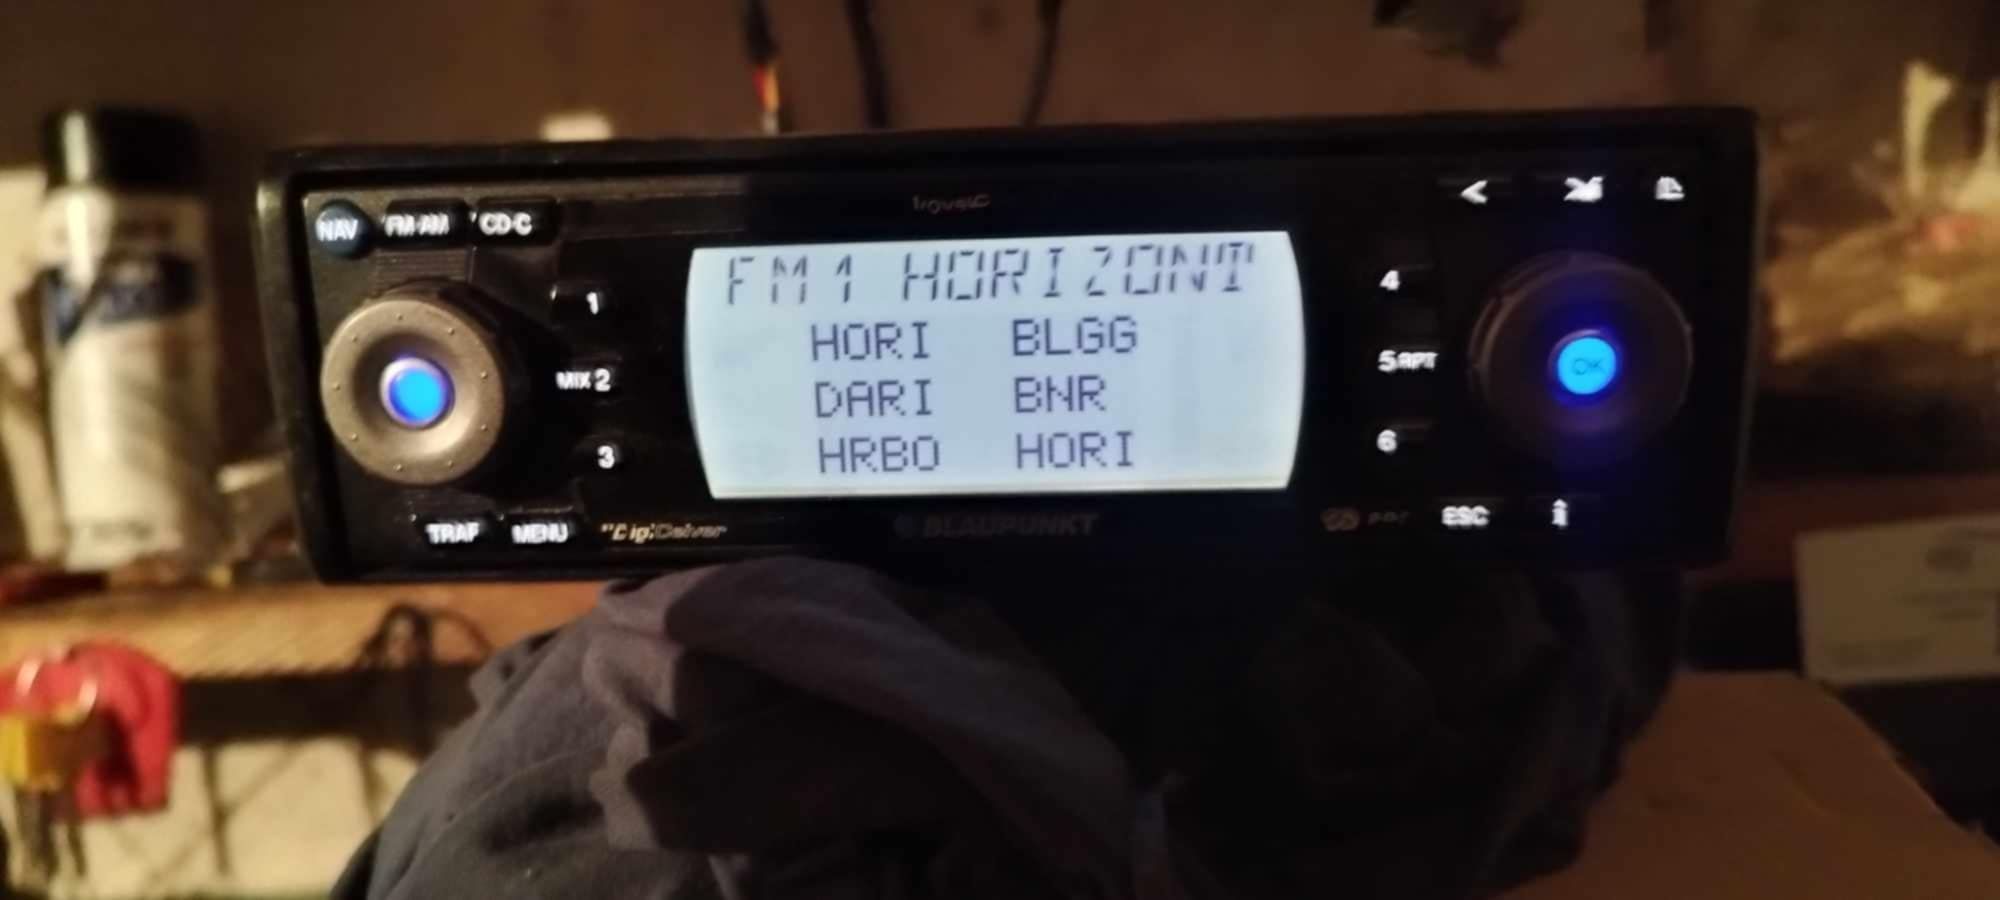 NAV FM·AM CD·C
FM1 HORIZONT
1 HORI BLGG 4
MIX 2 DARI BNR 5 RPT
3 HRBO HORI 6
OK
TRAF MENU BLAUPUNKT ESC